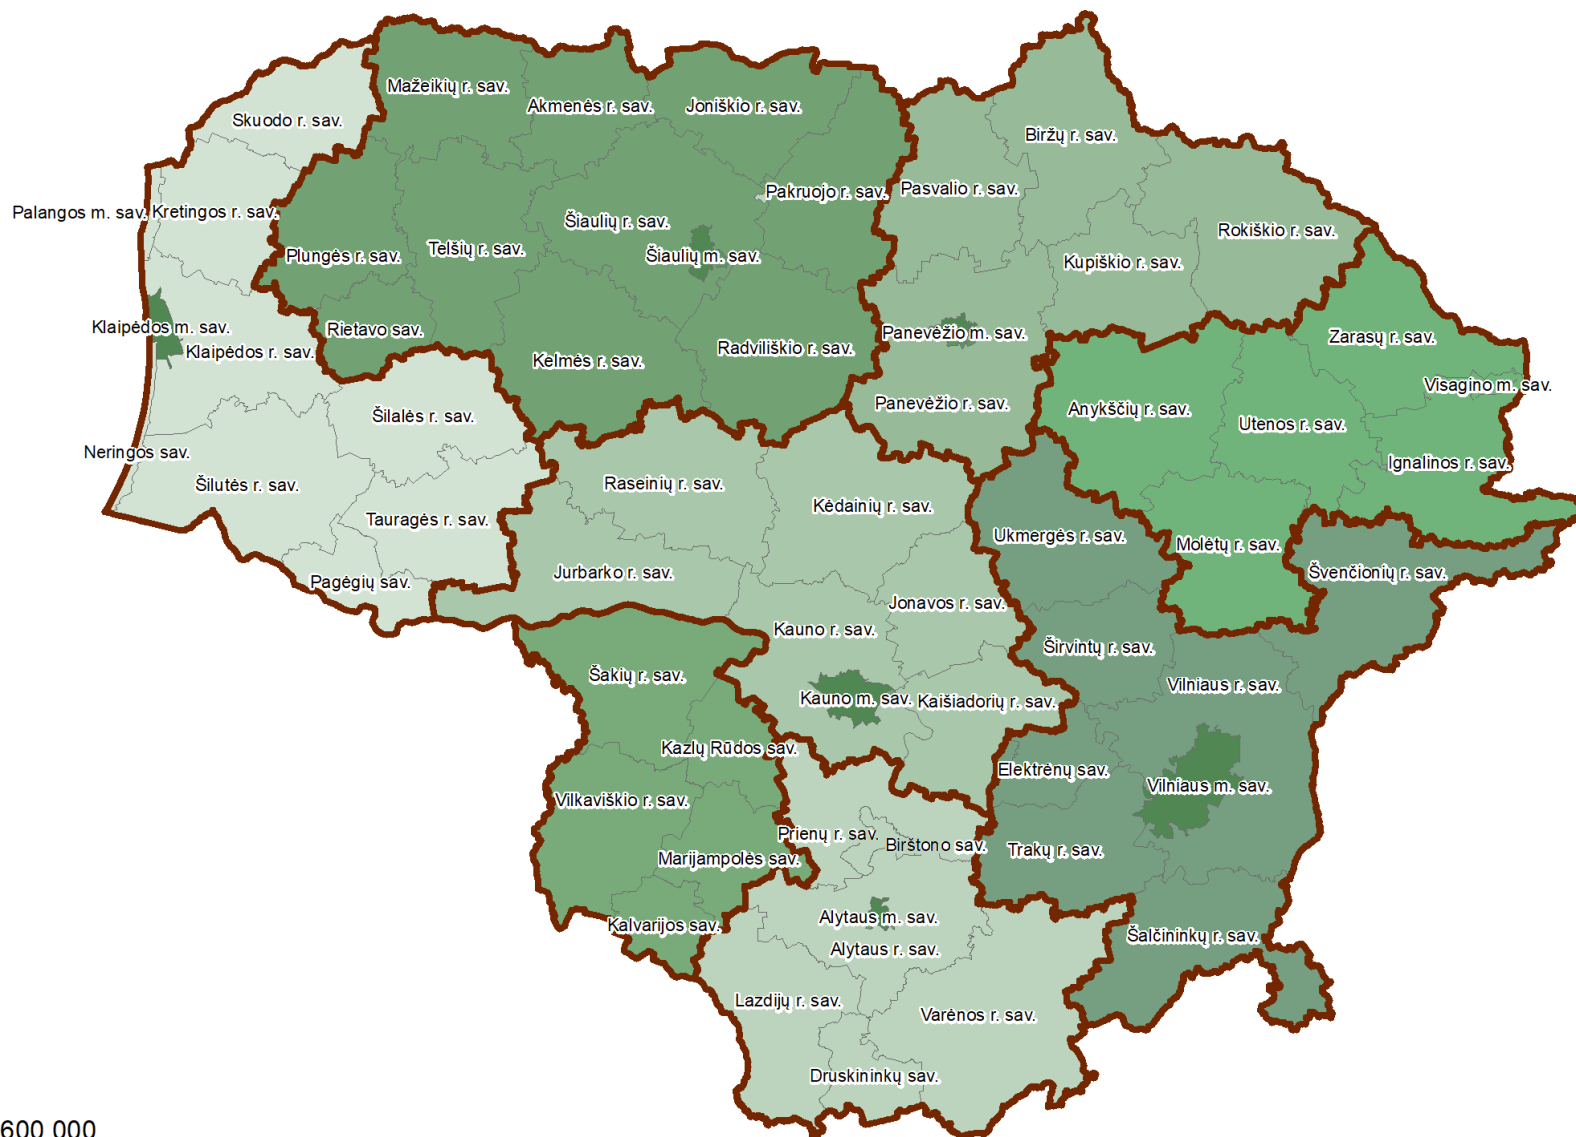 Mažeikių r. sav.
Akmenės r. sav.
Joniškio r. sav.
Skuodo r. sav.
Biržų r. sav.
Pasvalio r. sav.
Pakruojo r. sav.
Palangos m. sav.
Kretingos r. sav.
Šiaulių r. sav.
Rokiškio r. sav.
Telšių r. sav.
Plungės r. sav.
Šiaulių m. sav.
Kupiškio r. sav.
Klaipėdos m. sav.
Rietavo sav.
Panevėžio m. sav.
Zarasų r. sav.
Klaipėdos r. sav.
Kelmės r. sav.
Radviliškio r. sav.
Visagino m. sav.
Panevėžio r. sav.
Anykščių r. sav.
Šilalės r. sav.
Utenos r. sav.
Neringos sav.
Ignalinos r. sav.
Šilutės r. sav.
Raseinių r. sav.
Kėdainių r. sav.
Tauragės r. sav.
Ukmergės r. sav.
Molėtų r. sav.
Pagėgių sav.
Jurbarko r. sav.
Švenčionių r. sav.
Jonavos r. sav.
Kauno r. sav.
Širvintų r. sav.
Šakių r. sav.
Vilniaus r. sav.
Kauno m. sav.
Kaišiadorių r. sav.
Kazlų Rūdos sav.
Elektrėnų sav.
Vilniaus m. sav.
Vilkaviškio r. sav.
Prienų r. sav.
Birštono sav.
Trakų r. sav.
Marijampolės sav.
Alytaus m. sav.
Kalvarijos sav.
Šalčininkų r. sav.
Alytaus r. sav.
Lazdijų r. sav.
Varėnos r. sav.
Druskininkų sav.
600 000